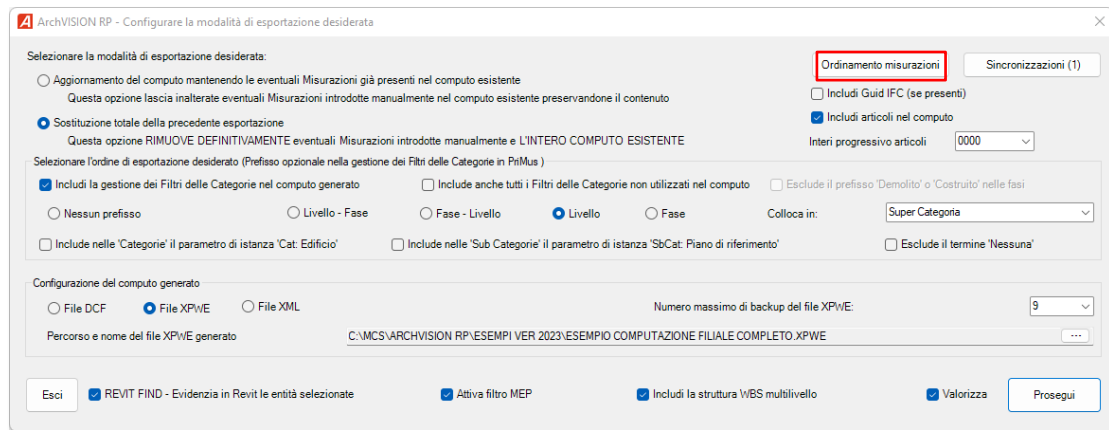 ArchVISION RP - Configurare la modalità di esportazione desiderata
Selezionare la modalità di esportazione desiderata:
Ordinamento misurazioni
Sincronizzazioni (1)
Aggiornamento del computo mantenendo le eventuali Misurazioni già presenti nel computo esistente
Questa opzione lascia inalterate eventuali Misurazioni introdotte manualmente nel computo esistente preservandone il contenuto
Includi Guid IFC (se presenti)
Sostituzione totale della precedente esportazione
Includi articoli nel computo
Questa opzione RIMUOVE DEFINITIVAMENTE eventuali Misurazioni introdotte manualmente e L'INTERO COMPUTO ESISTENTE
Interi progressivo articoli 0000
Selezionare l'ordine di esportazione desiderato (Prefisso opzionale nella gestione dei Filtri delle Categorie in PriMus )
Includi la gestione dei Filtri delle Categorie nel computo generato
Include anche tutti i Filtri delle Categorie non utilizzati nel computo
Esclude il prefisso 'Demolito' o 'Costruito' nelle fasi
Nessun prefisso Livello - Fase Fase - Livello Livello Fase Colloca in: Super Categoria
Include nelle 'Categorie' il parametro di istanza 'Cat: Edificio'
Include nelle 'Sub Categorie' il parametro di istanza 'SbCat: Piano di riferimento'
Esclude il termine 'Nessuna'
Configurazione del computo generato
File DCF File XPWE File XML Numero massimo di backup del file XPWE: 9
Percorso e nome del file XPWE generato C:\MCS\ARCHVISION RP\ESEMPI VER 2023\ESEMPIO COMPUTAZIONE FILIALE COMPLETO.XPWE ...
Esci REVIT FIND - Evidenzia in Revit le entità selezionate Attiva filtro MEP Includi la struttura WBS multilivello Valorizza Prosegui